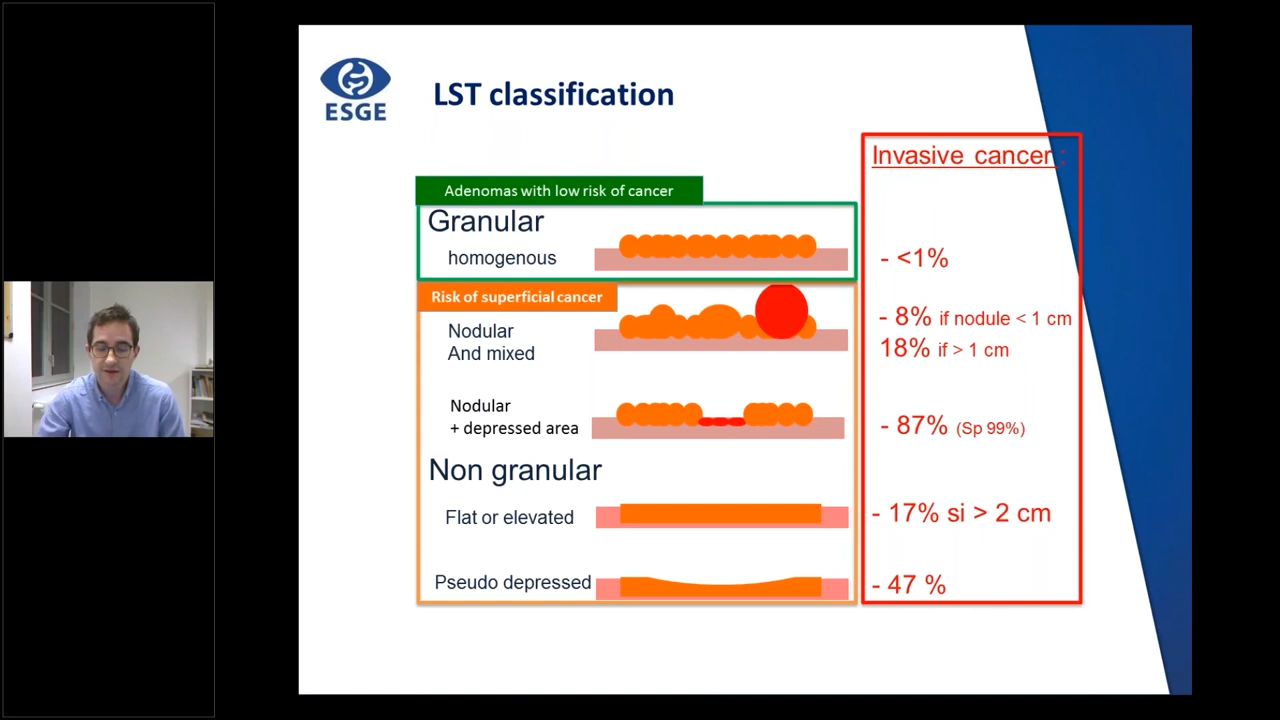 ESGE
LST classification
Invasive cancer :
Adenomas with low risk of cancer
Granular
homogenous
- <1%
Risk of superficial cancer
Nodular
And mixed
- 8% if nodule < 1 cm
18% if > 1 cm
Nodular
+ depressed area
- 87% (Sp 99%)
Non granular
Flat or elevated
- 17% si > 2 cm
Pseudo depressed
- 47 %